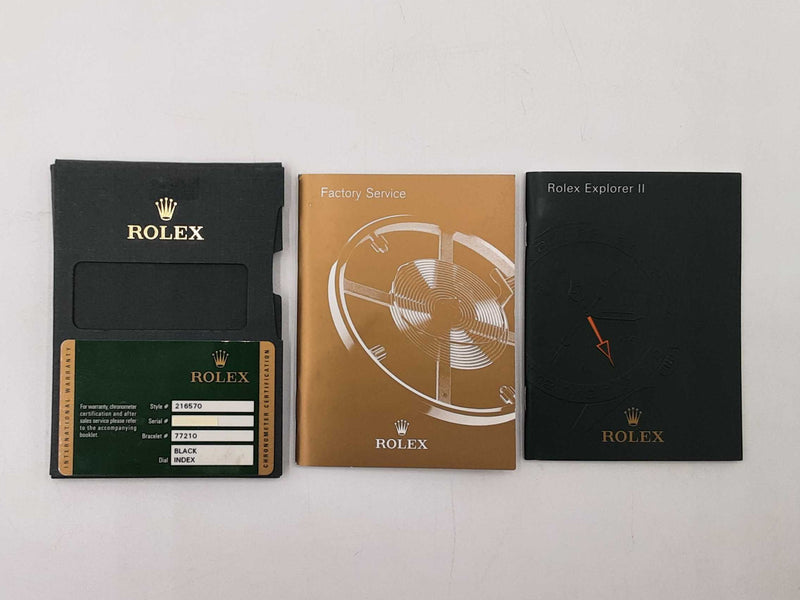 ROLEX
INTERNATIONAL WARRANTY
ROLEX
For warranty, chronometer
certification and after
sales service please refer
to the accompanying
booklet.
Style # 216570
Serial #
Bracelet # 77210
Dial BLACK
INDEX
CHRONOMETER CERTIFICATION
Factory Service
ROLEX
Rolex Explorer II
ROLEX